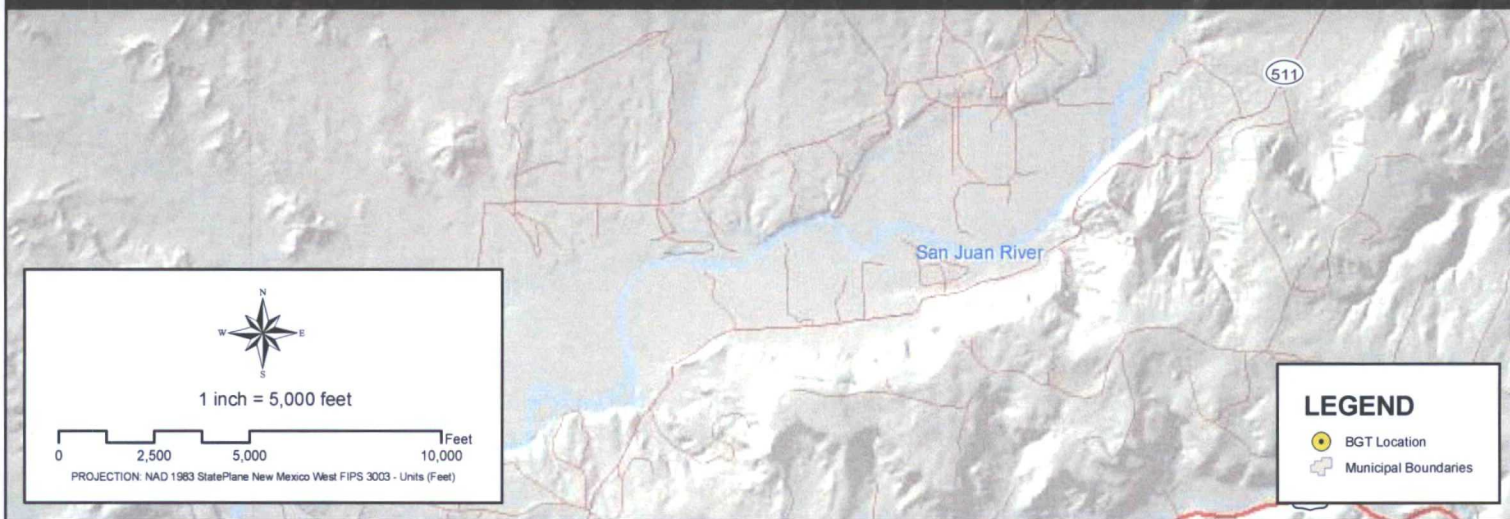 511
San Juan River
N
W E
S
1 inch = 5,000 feet
Feet
0 2,500 5,000 10,000
PROJECTION: NAD 1983 StatePlane New Mexico West FIPS 3003 - Units (Feet)
LEGEND
BGT Location
Municipal Boundaries